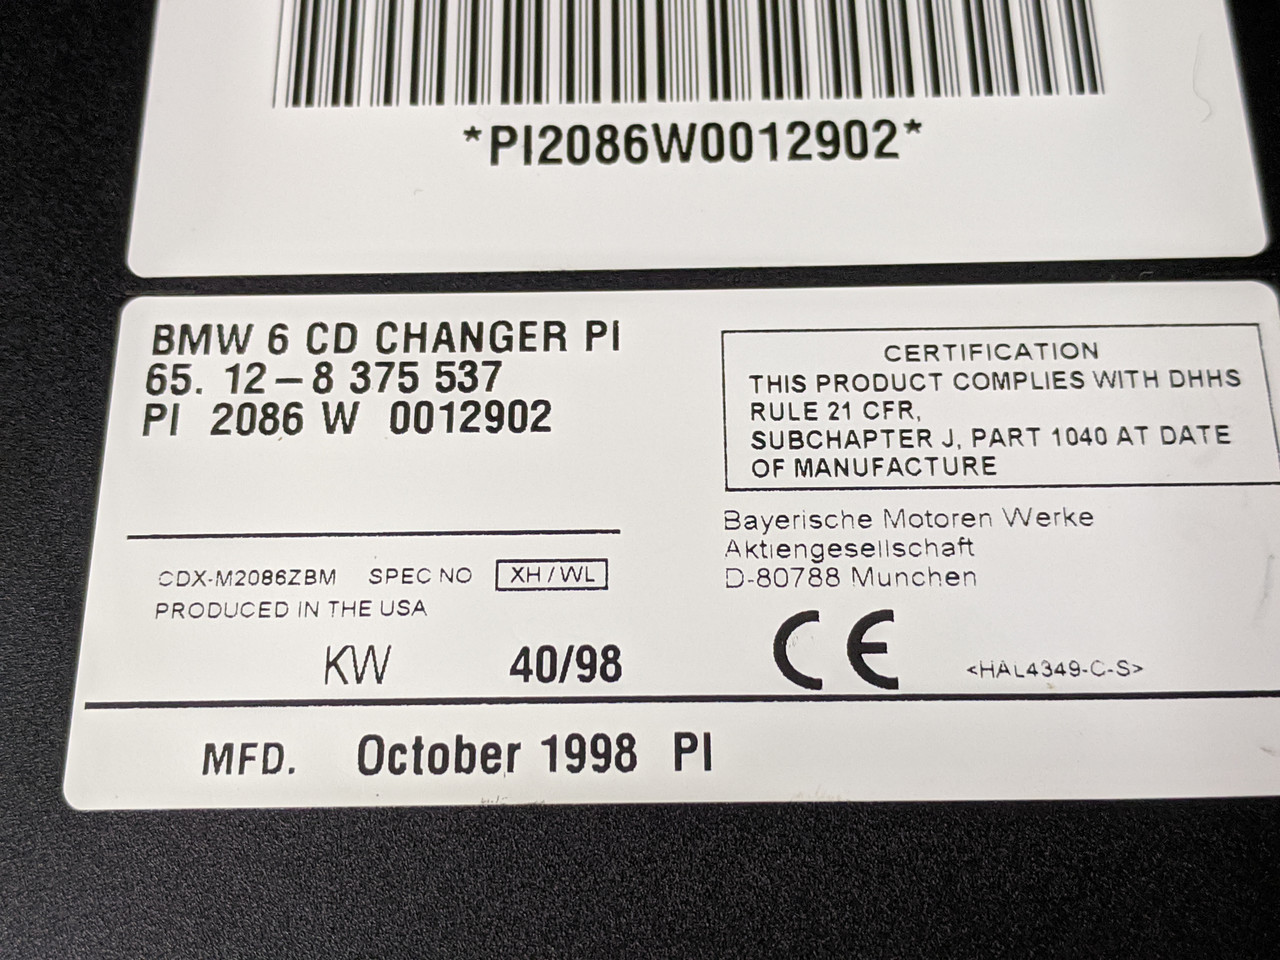 *PI2086W0012902*
BMW 6 CD CHANGER PI
65. 12-8 375 537
PI 2086 W 0012902
CERTIFICATION
THIS PRODUCT COMPLIES WITH DHHS
RULE 21 CFR,
SUBCHAPTER J, PART 1040 AT DATE
OF MANUFACTURE
Bayerische Motoren Werke
Aktiengesellschaft
D-80788 Munchen
CDX-M2086ZBM SPEC NO XH/WL
PRODUCED IN THE USA
KW 40/98
CE
<HAL4349-C-S>
MFD. October 1998 PI